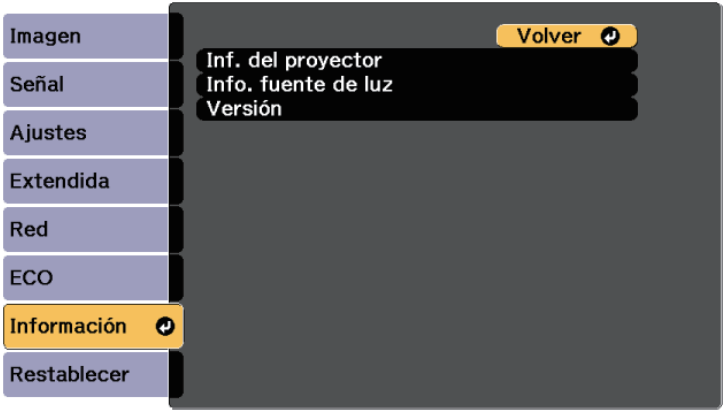 Imagen
Señal
Ajustes
Extendida
Red
ECO
Información
Restablecer
Volver
Inf. del proyector
Info. fuente de luz
Versión